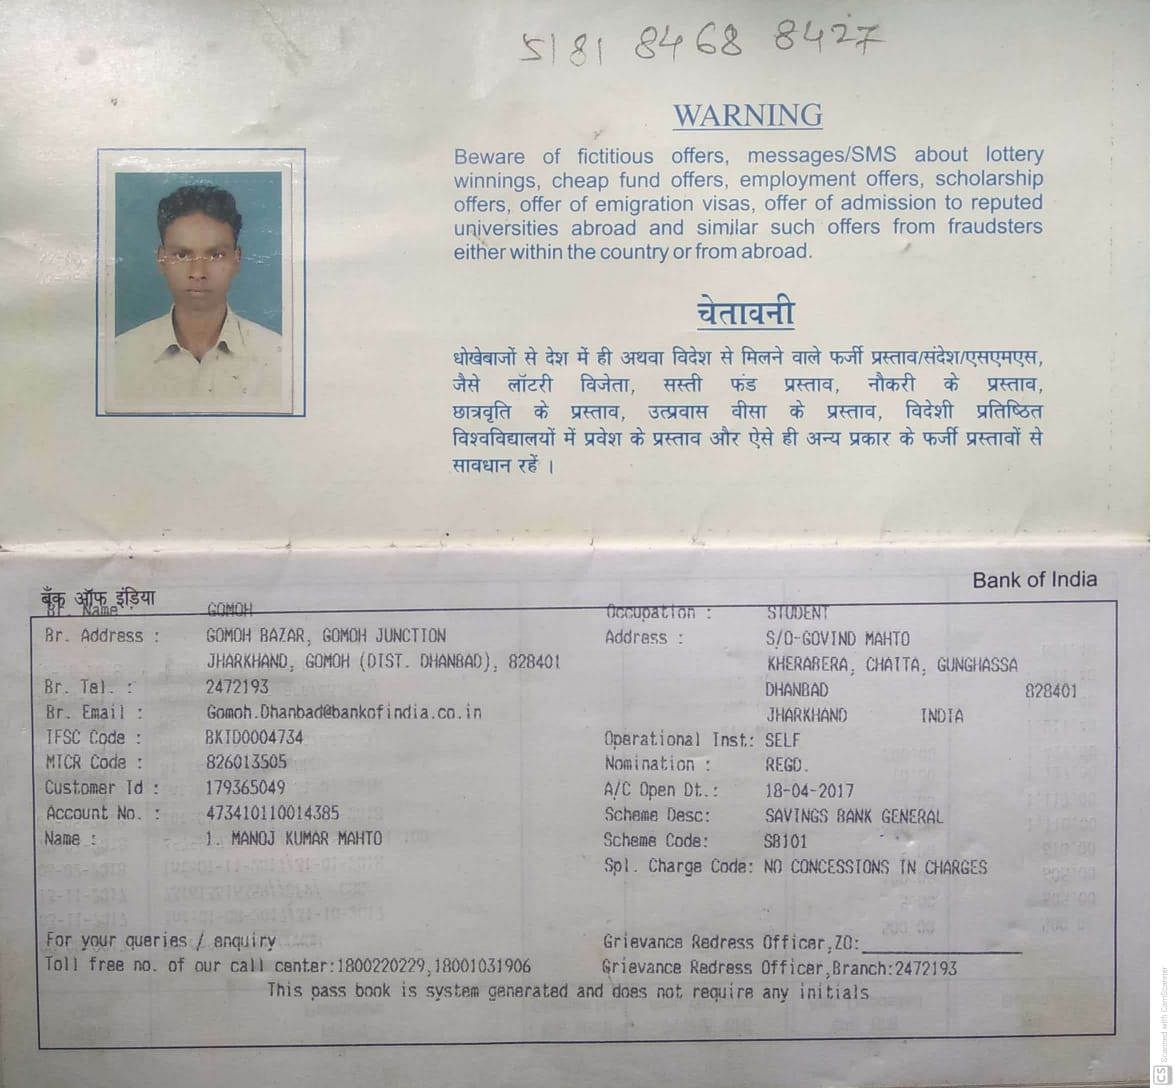 5181 8468 8427
WARNING
Beware of fictitious offers, messages/SMS about lottery
winnings, cheap fund offers, employment offers, scholarship
offers, offer of emigration visas, offer of admission to reputed
universities abroad and similar such offers from fraudsters
either within the country or from abroad.
चेतावनी
धोखेबाजों से देश में ही अथवा विदेश से मिलने वाले फर्जी प्रस्ताव/संदेश/एसएमएस,
जैसे लॉटरी विजेता, सस्ती फंड प्रस्ताव, नौकरी के प्रस्ताव,
छात्रवृति के प्रस्ताव, उत्प्रवास वीसा के प्रस्ताव, विदेशी प्रतिष्ठित
विश्वविद्यालयों में प्रवेश के प्रस्ताव और ऐसे ही अन्य प्रकार के फर्जी प्रस्तावों से
सावधान रहें ।
बैंक ऑफ इंडिया Bank of India
Br. Name : GOMOH Occupation : STUDENT
Br. Address : GOMOH BAZAR, GOMOH JUNCTION Address : S/O-GOVIND MAHTO
JHARKHAND, GOMOH (DIST. DHANBAD), 828401 KHERABERA, CHATTA, GUNGHASSA
Br. Tel. : 2472193 DHANBAD 828401
Br. Email : Gomoh.Dhanbad@bankofindia.co.in JHARKHAND INDIA
IFSC Code : BKID0004734 Operational Inst: SELF
MICR Code : 826013505 Nomination : REGD.
Customer Id : 179365049 A/C Open Dt.: 18-04-2017
Account No. : 473410110014385 Scheme Desc: SAVINGS BANK GENERAL
Name : 1. MANOJ KUMAR MAHTO Scheme Code: SB101
Spl. Charge Code: NO CONCESSIONS IN CHARGES
For your queries / enquiry Grievance Redress Officer,ZO:
Toll free no. of our call center:1800220229,18001031906 Grievance Redress Officer,Branch:2472193
This pass book is system generated and does not require any initials
CS Scanned with CamScanner